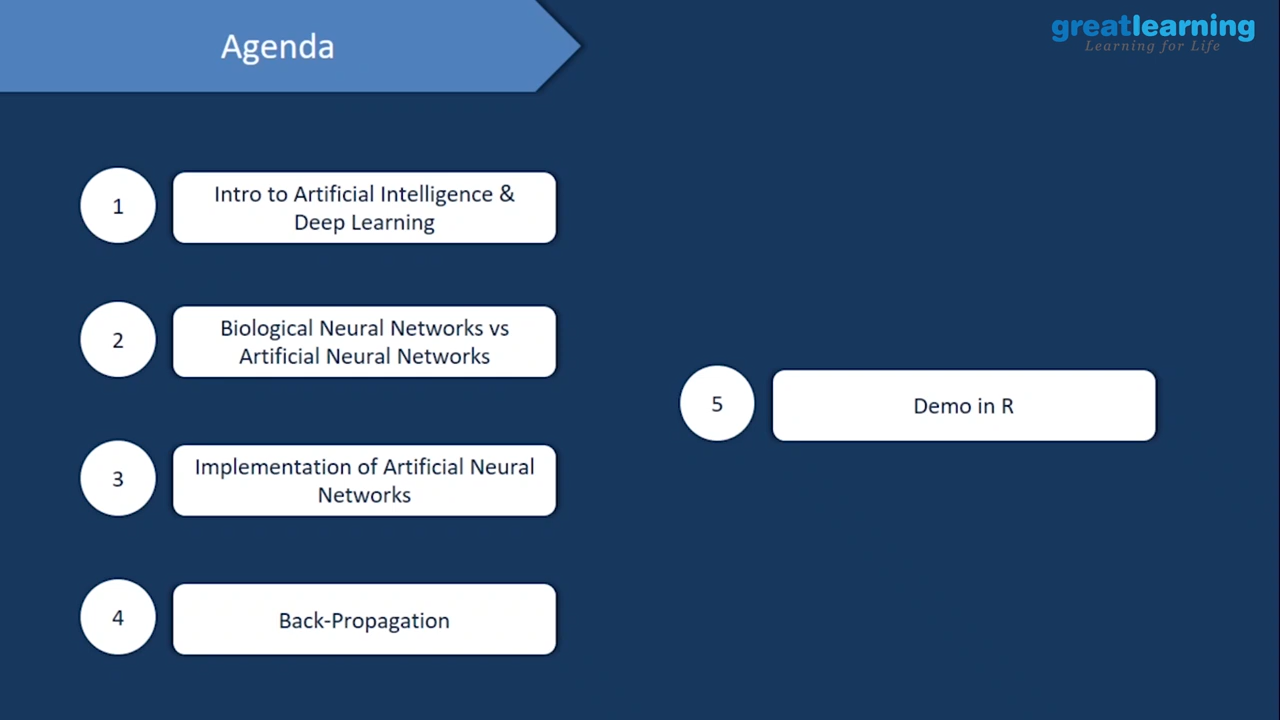 Agenda
greatlearning
Learning for Life
1
Intro to Artificial Intelligence &
Deep Learning
2
Biological Neural Networks vs
Artificial Neural Networks
3
Implementation of Artificial Neural
Networks
4
Back-Propagation
5
Demo in R